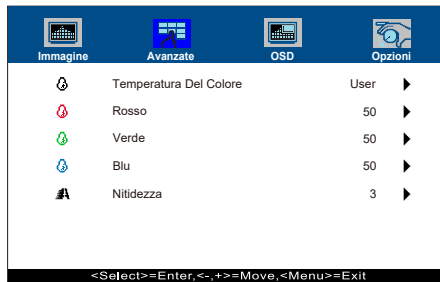 Immagine Avanzate OSD Opzioni
Temperatura Del Colore User
Rosso 50
Verde 50
Blu 50
Nitidezza 3
<Select>=Enter,<-,+>=Move,<Menu>=Exit